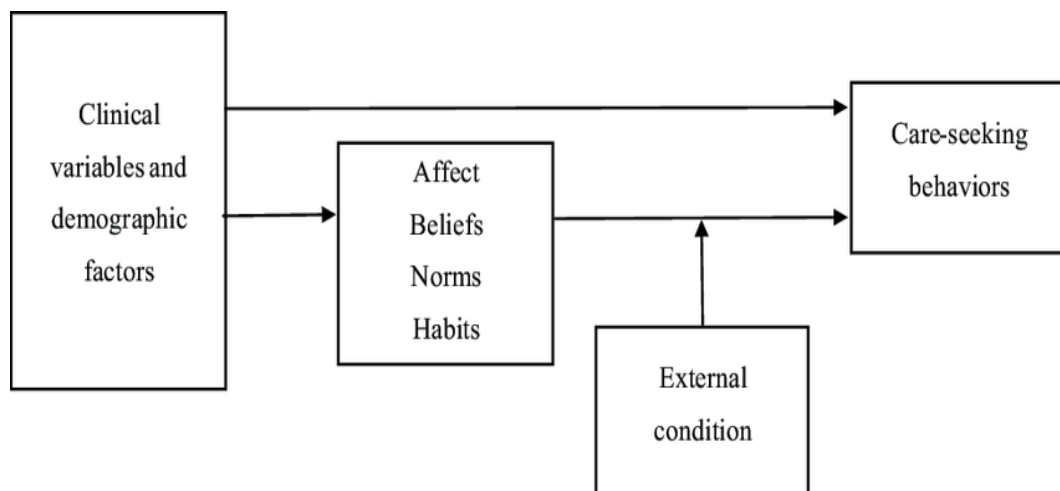 Clinical
variables and
demographic
factors
Affect
Beliefs
Norms
Habits
External
condition
Care-seeking
behaviors